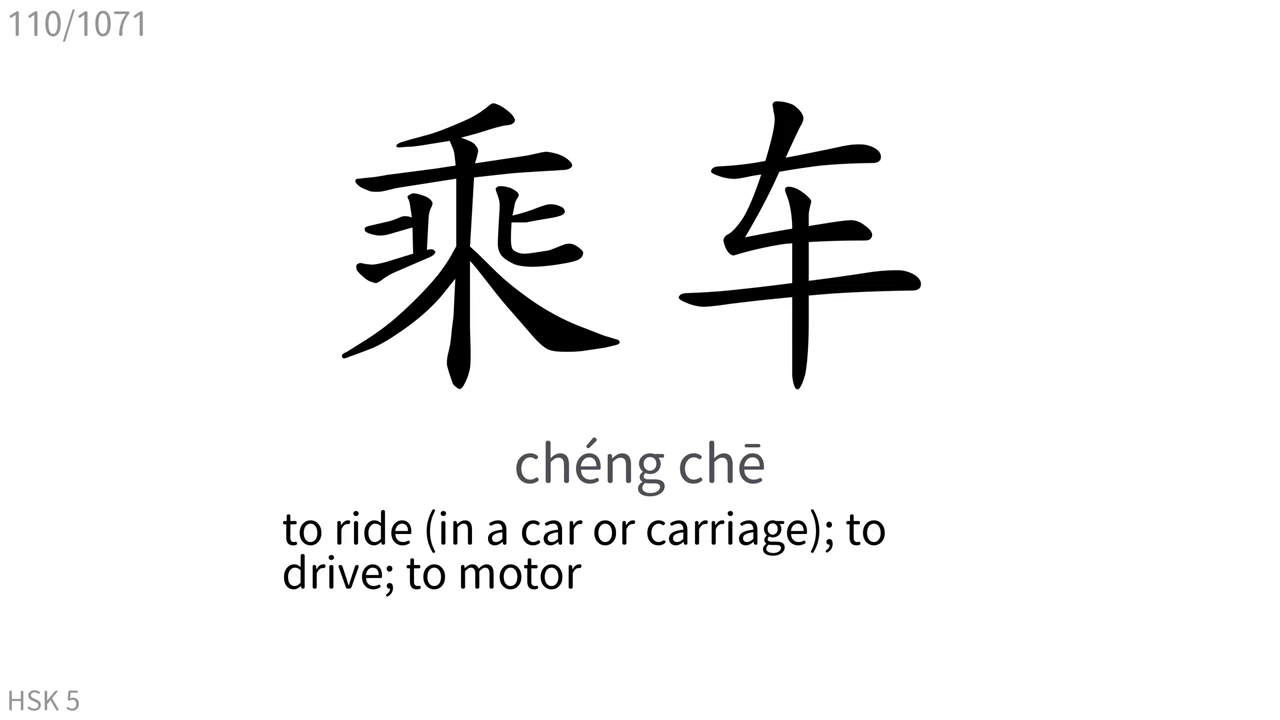 110/1071
乘车
chéng chē
to ride (in a car or carriage); to
drive; to motor
HSK 5